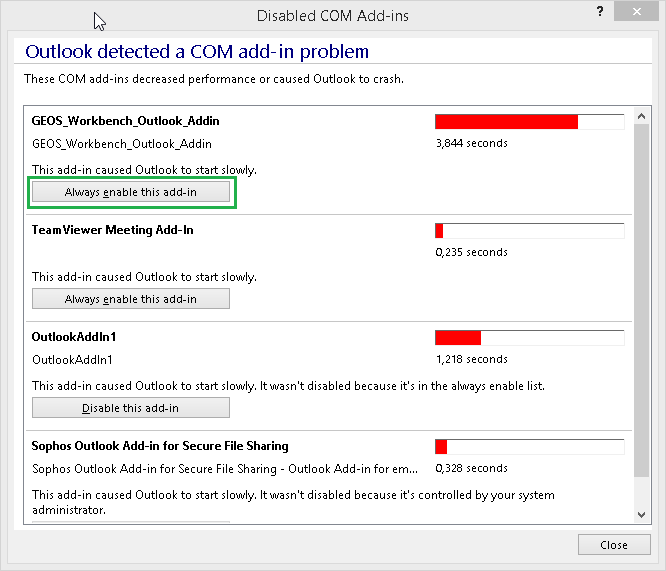 Disabled COM Add-ins
?
Outlook detected a COM add-in problem
These COM add-ins decreased performance or caused Outlook to crash.
GEOS_Workbench_Outlook_Addin
GEOS_Workbench_Outlook_Addin
3,844 seconds
This add-in caused Outlook to start slowly.
Always enable this add-in
TeamViewer Meeting Add-In
0,235 seconds
This add-in caused Outlook to start slowly.
Always enable this add-in
OutlookAddIn1
OutlookAddIn1
1,218 seconds
This add-in caused Outlook to start slowly. It wasn't disabled because it's in the always enable list.
Disable this add-in
Sophos Outlook Add-in for Secure File Sharing
Sophos Outlook Add-in for Secure File Sharing - Outlook Add-in for em...
0,328 seconds
This add-in caused Outlook to start slowly. It wasn't disabled because it's controlled by your system
administrator.
Close